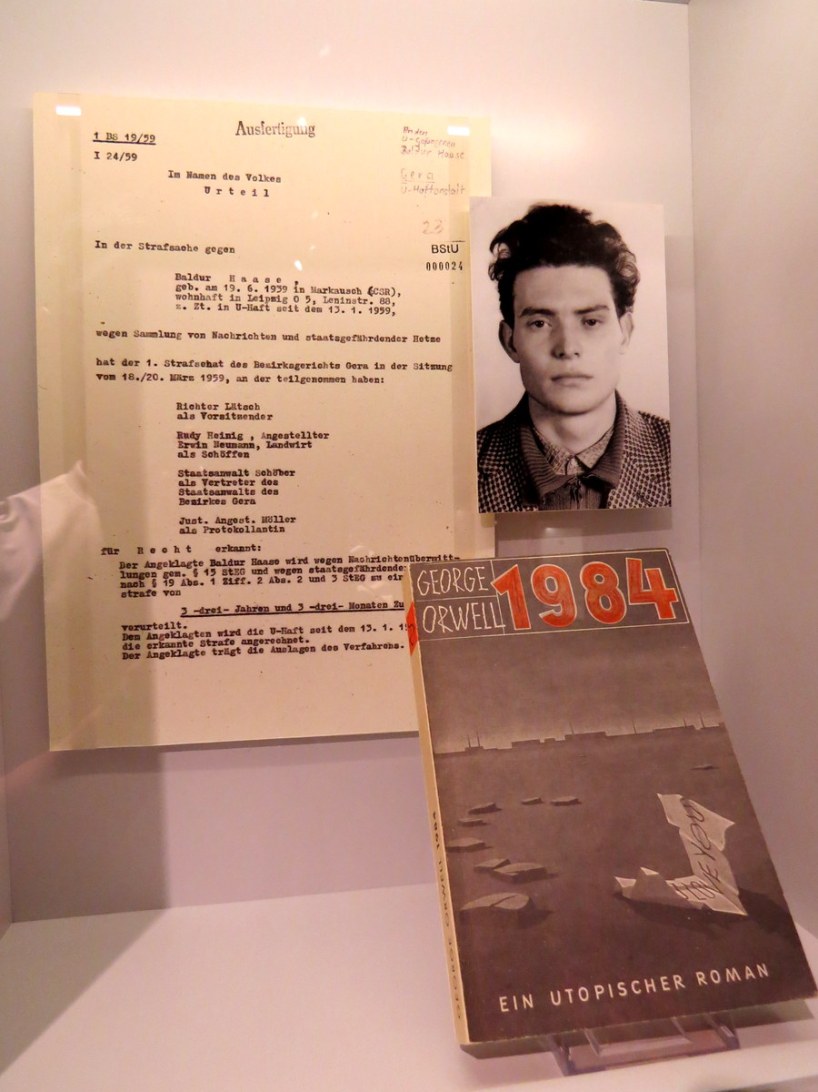 Ausfertigung
1 BS 19/59
I 24/59
Im Namen des Volkes
Urteil
U-Haftanstalt
23
BStU
000024
In der Strafsache gegen
Baldur Haase,
geb. am 19. 6. 1939 in Markausch (CSR),
wohnhaft in Leipzig O 5, Leninstr. 88,
z. Zt. in U-Haft seit dem 13. 1. 1959,
wegen Sammlung von Nachrichten und staatsgefährdender Hetze
hat der 1. Strafsenat des Bezirksgerichts Gera in der Sitzung
vom 18./20. März 1959, an der teilgenommen haben:
Richter Lätsch
als Vorsitzender
Rudy Heinig , Angestellter
Erwin Neumann, Landwirt
als Schöffen
Staatsanwalt Schöber
als Vertreter des
Staatsanwalts des
Bezirkes Gera
Just. Angest. Müller
als Protokollantin
für Recht erkannt:
Der Angeklagte Baldur Haase wird wegen Nachrichtenübermitt-
lungen gem. § 15 StEG und wegen staatsgefährdende
nach § 19 Abs. 1 Ziff. 2 Abs. 2 und 3 StEG zu ei
strafe von
3 -drei- Jahren und 3 -drei- Monaten Zu
verurteilt.
Dem Angeklagten wird die U-Haft seit dem 13. 1.
die erkannte Strafe angerechnet.
Der Angeklagte trägt die Auslagen des Verfahrens.
GEORGE
ORWELL
1984
EIN UTOPISCHER ROMAN
GEORGE ORWELL 1984